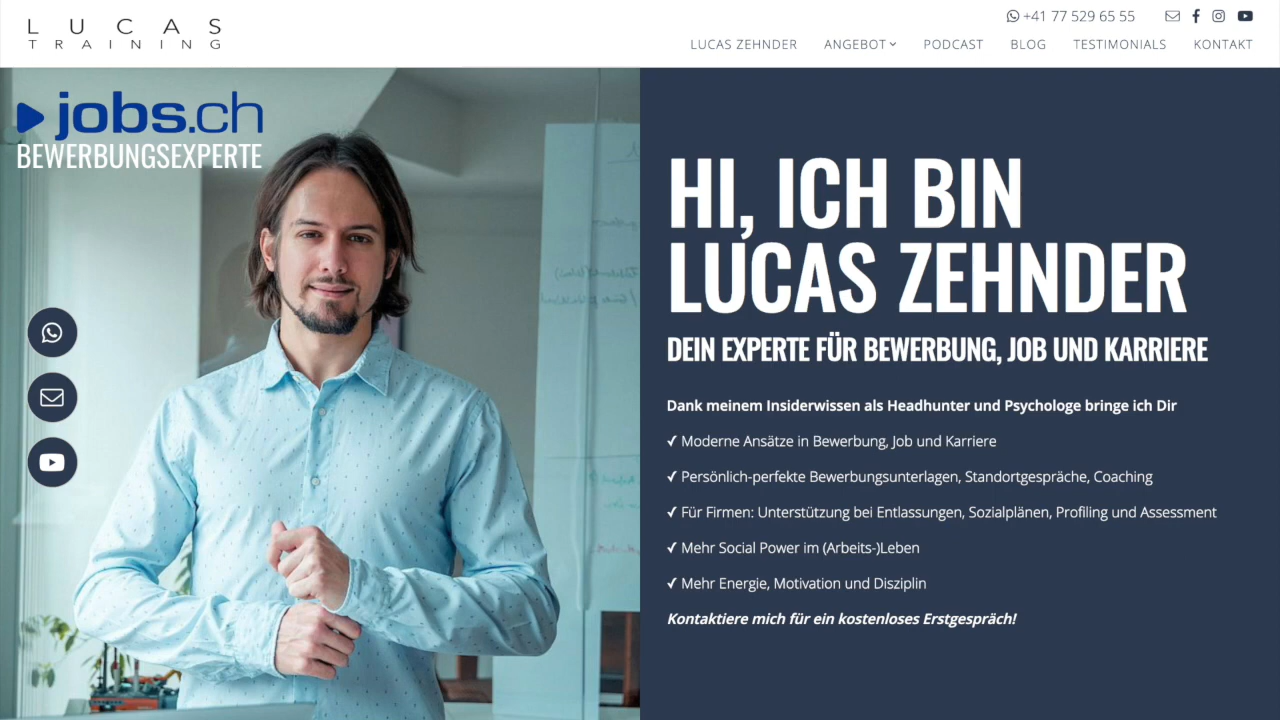 LUCAS
TRAINING
+41 77 529 65 55
LUCAS ZEHNDER ANGEBOT PODCAST BLOG TESTIMONIALS KONTAKT
jobs.ch
BEWERBUNGSEXPERTE
HI, ICH BIN
LUCAS ZEHNDER
DEIN EXPERTE FÜR BEWERBUNG, JOB UND KARRIERE
Dank meinem Insiderwissen als Headhunter und Psychologe bringe ich Dir
✔ Moderne Ansätze in Bewerbung, Job und Karriere
✔ Persönlich-perfekte Bewerbungsunterlagen, Standortgespräche, Coaching
✔ Für Firmen: Unterstützung bei Entlassungen, Sozialplänen, Profiling und Assessment
✔ Mehr Social Power im (Arbeits-)Leben
✔ Mehr Energie, Motivation und Disziplin
Kontaktiere mich für ein kostenloses Erstgespräch!